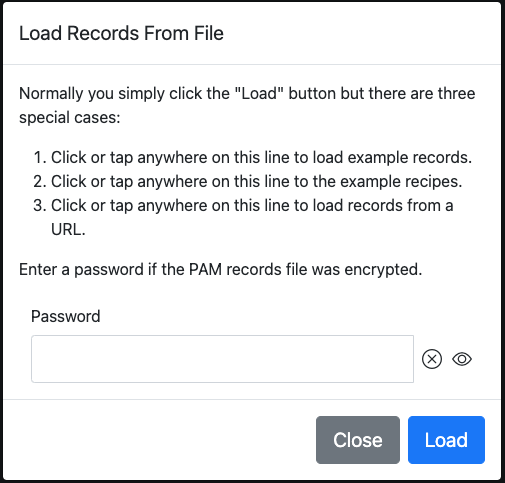 Load Records From File
Normally you simply click the "Load" button but there are three
special cases:
1. Click or tap anywhere on this line to load example records.
2. Click or tap anywhere on this line to the example recipes.
3. Click or tap anywhere on this line to load records from a
URL.
Enter a password if the PAM records file was encrypted.
Password
Close
Load